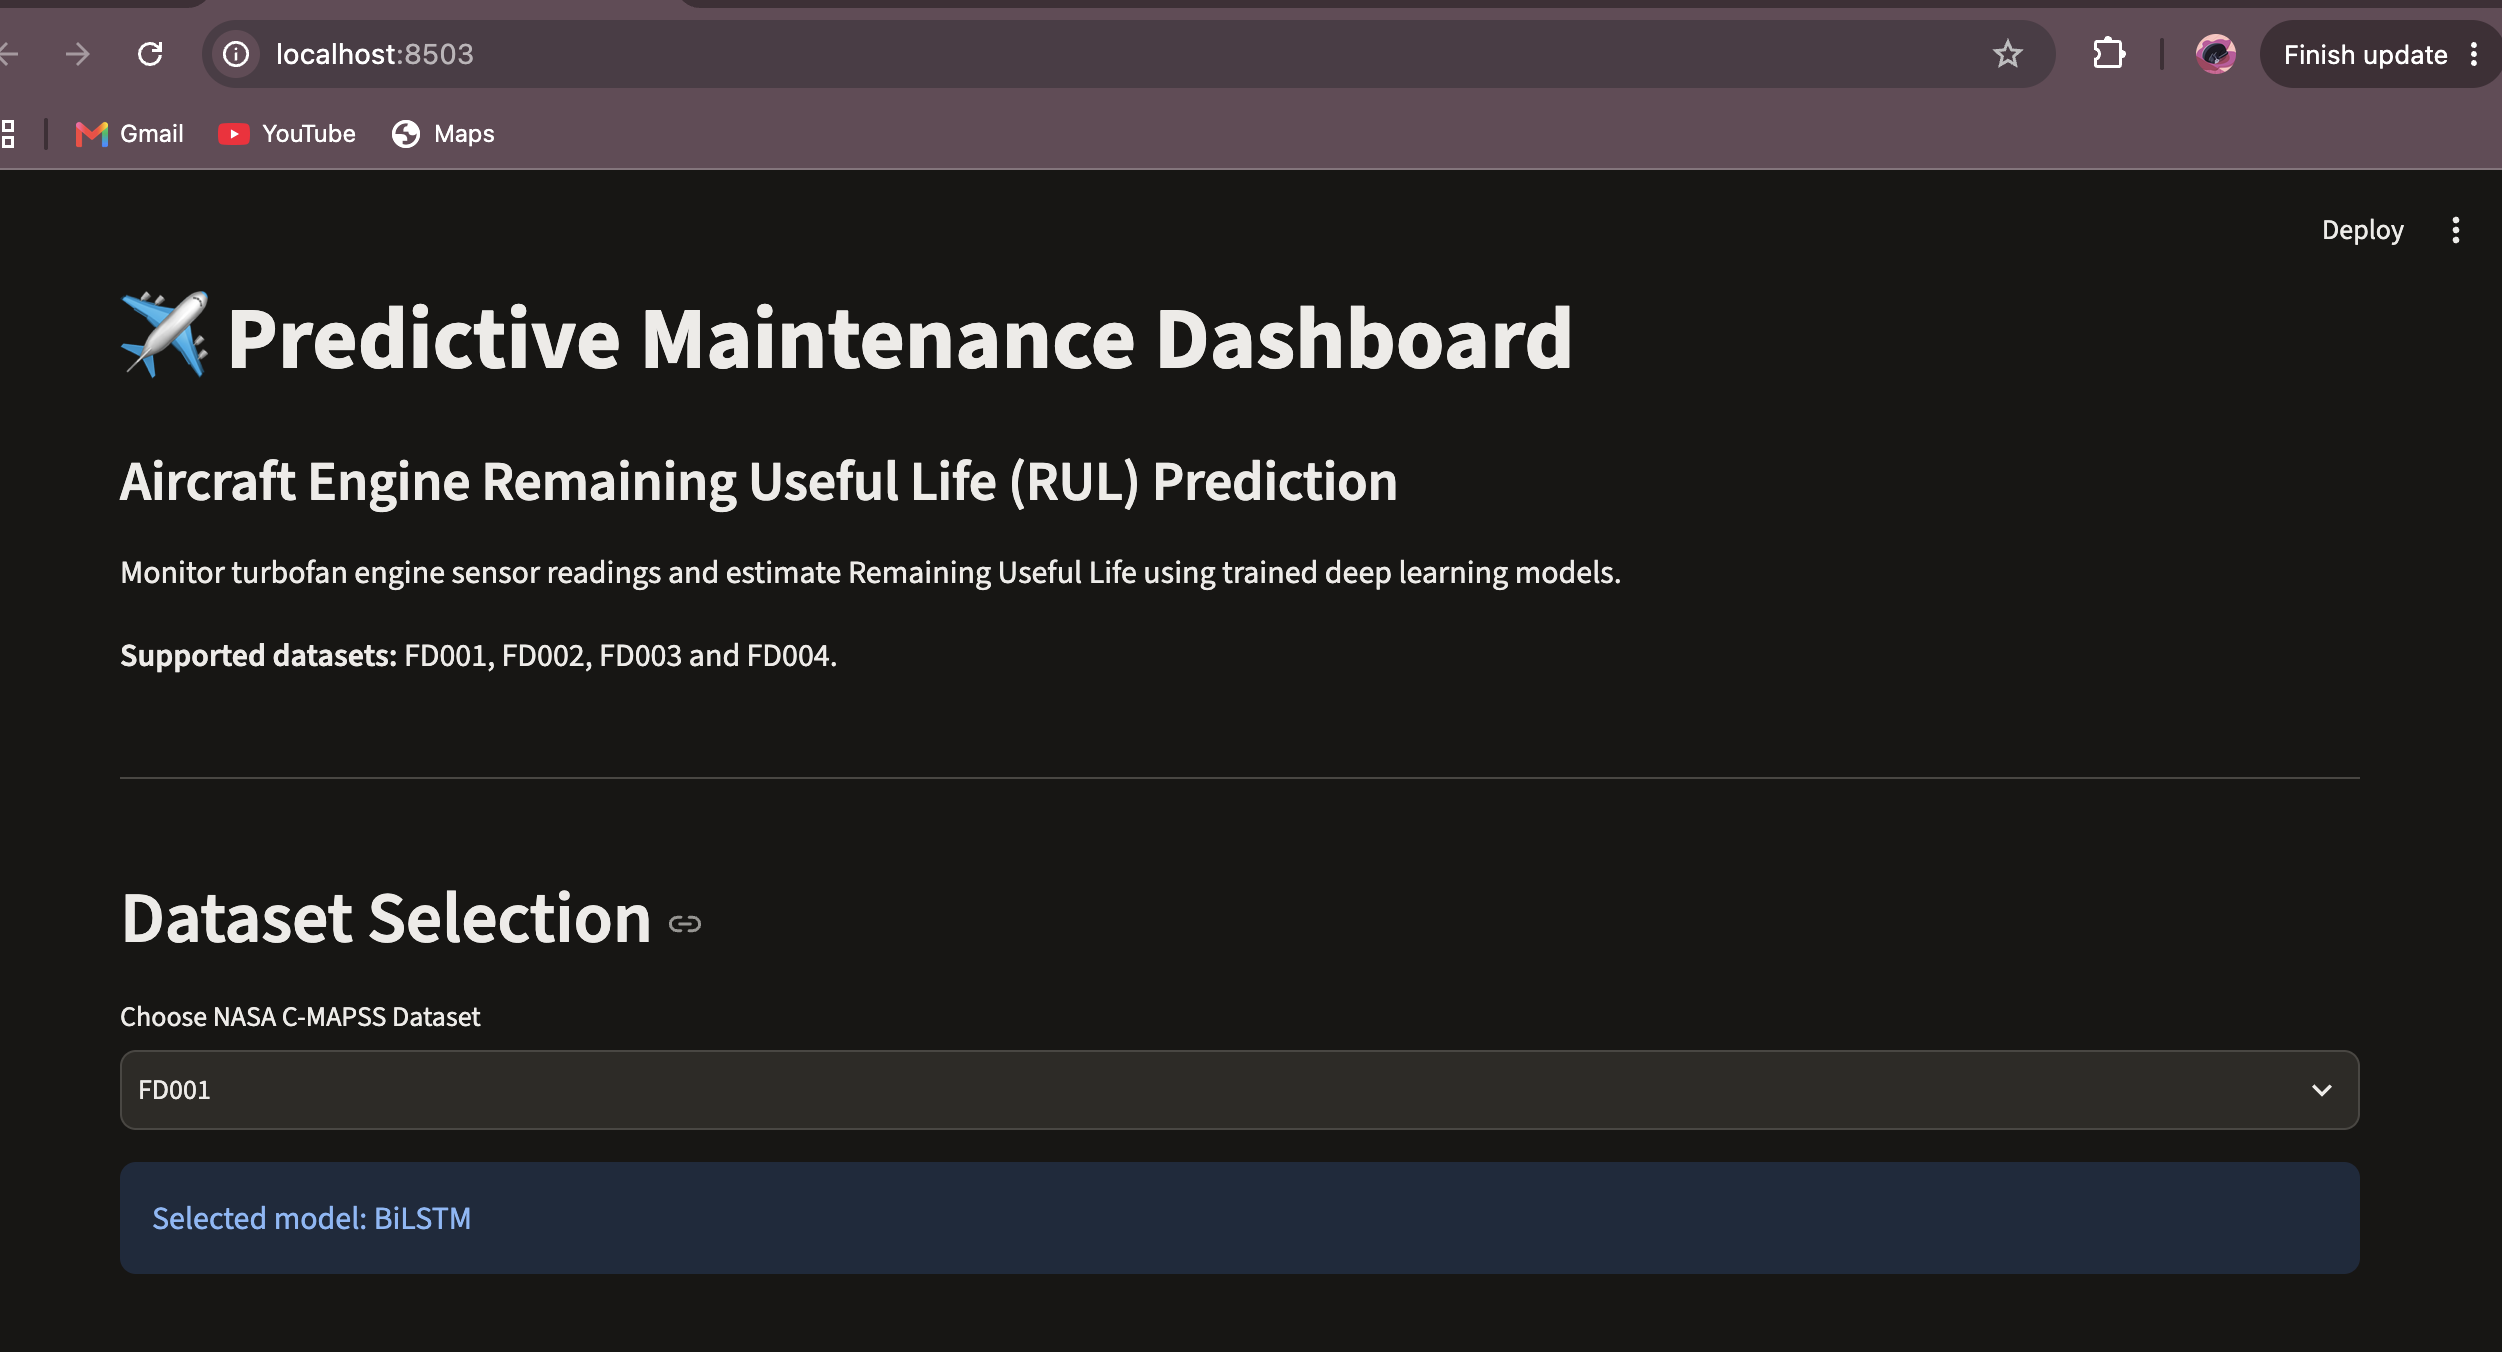 localhost:8503
Finish update
Gmail
YouTube
Maps
Deploy
Predictive Maintenance Dashboard
Aircraft Engine Remaining Useful Life (RUL) Prediction
Monitor turbofan engine sensor readings and estimate Remaining Useful Life using trained deep learning models.
Supported datasets: FD001, FD002, FD003 and FD004.
Dataset Selection
Choose NASA C-MAPSS Dataset
FD001
Selected model: BiLSTM